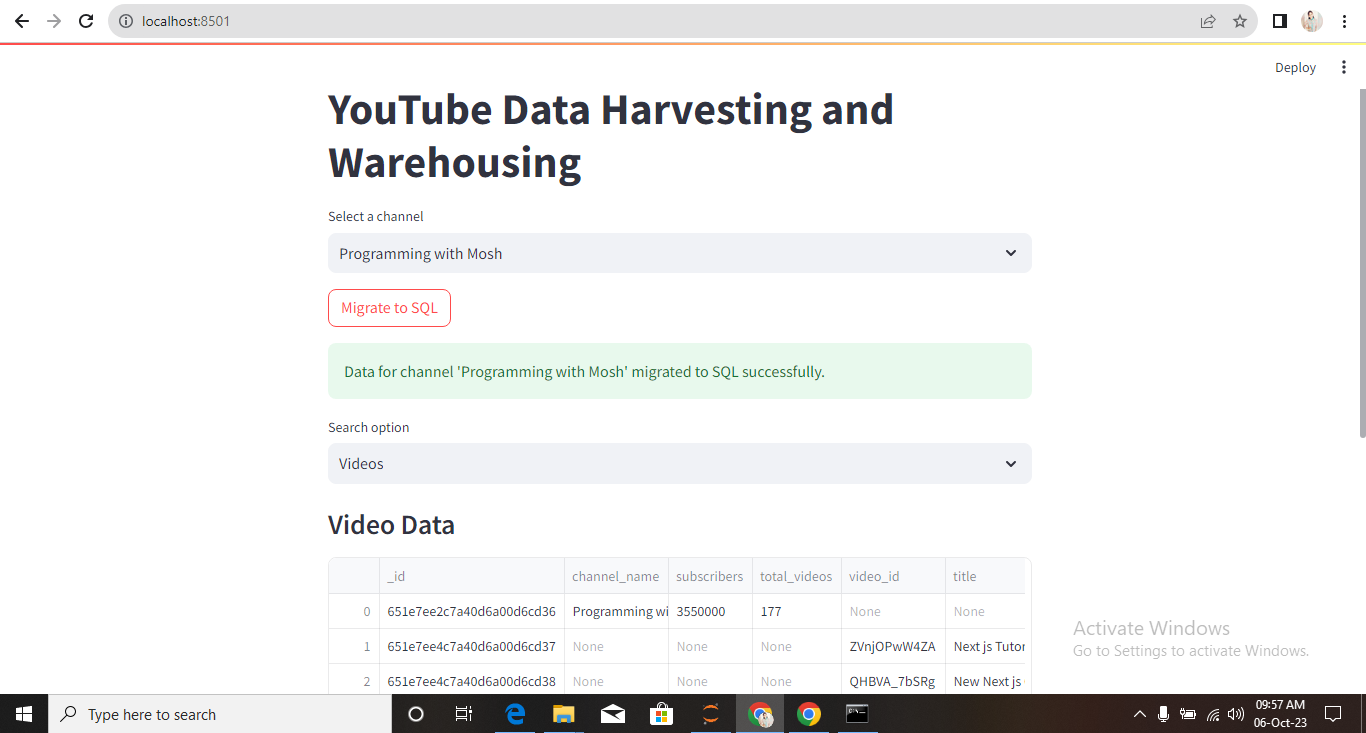 localhost:8501
Deploy
YouTube Data Harvesting and
Warehousing
Select a channel
Programming with Mosh
Migrate to SQL
Data for channel 'Programming with Mosh' migrated to SQL successfully.
Search option
Videos
Video Data
_id channel_name subscribers total_videos video_id title
0 651e7ee2c7a40d6a00d6cd36 Programming wi 3550000 177 None None
1 651e7ee4c7a40d6a00d6cd37 None None None ZVnjOPwW4ZA Next js Tutor
2 651e7ee4c7a40d6a00d6cd38 None None None QHBVA_7bSRg New Next js
Activate Windows
Go to Settings to activate Windows.
Type here to search
09:57 AM
06-Oct-23